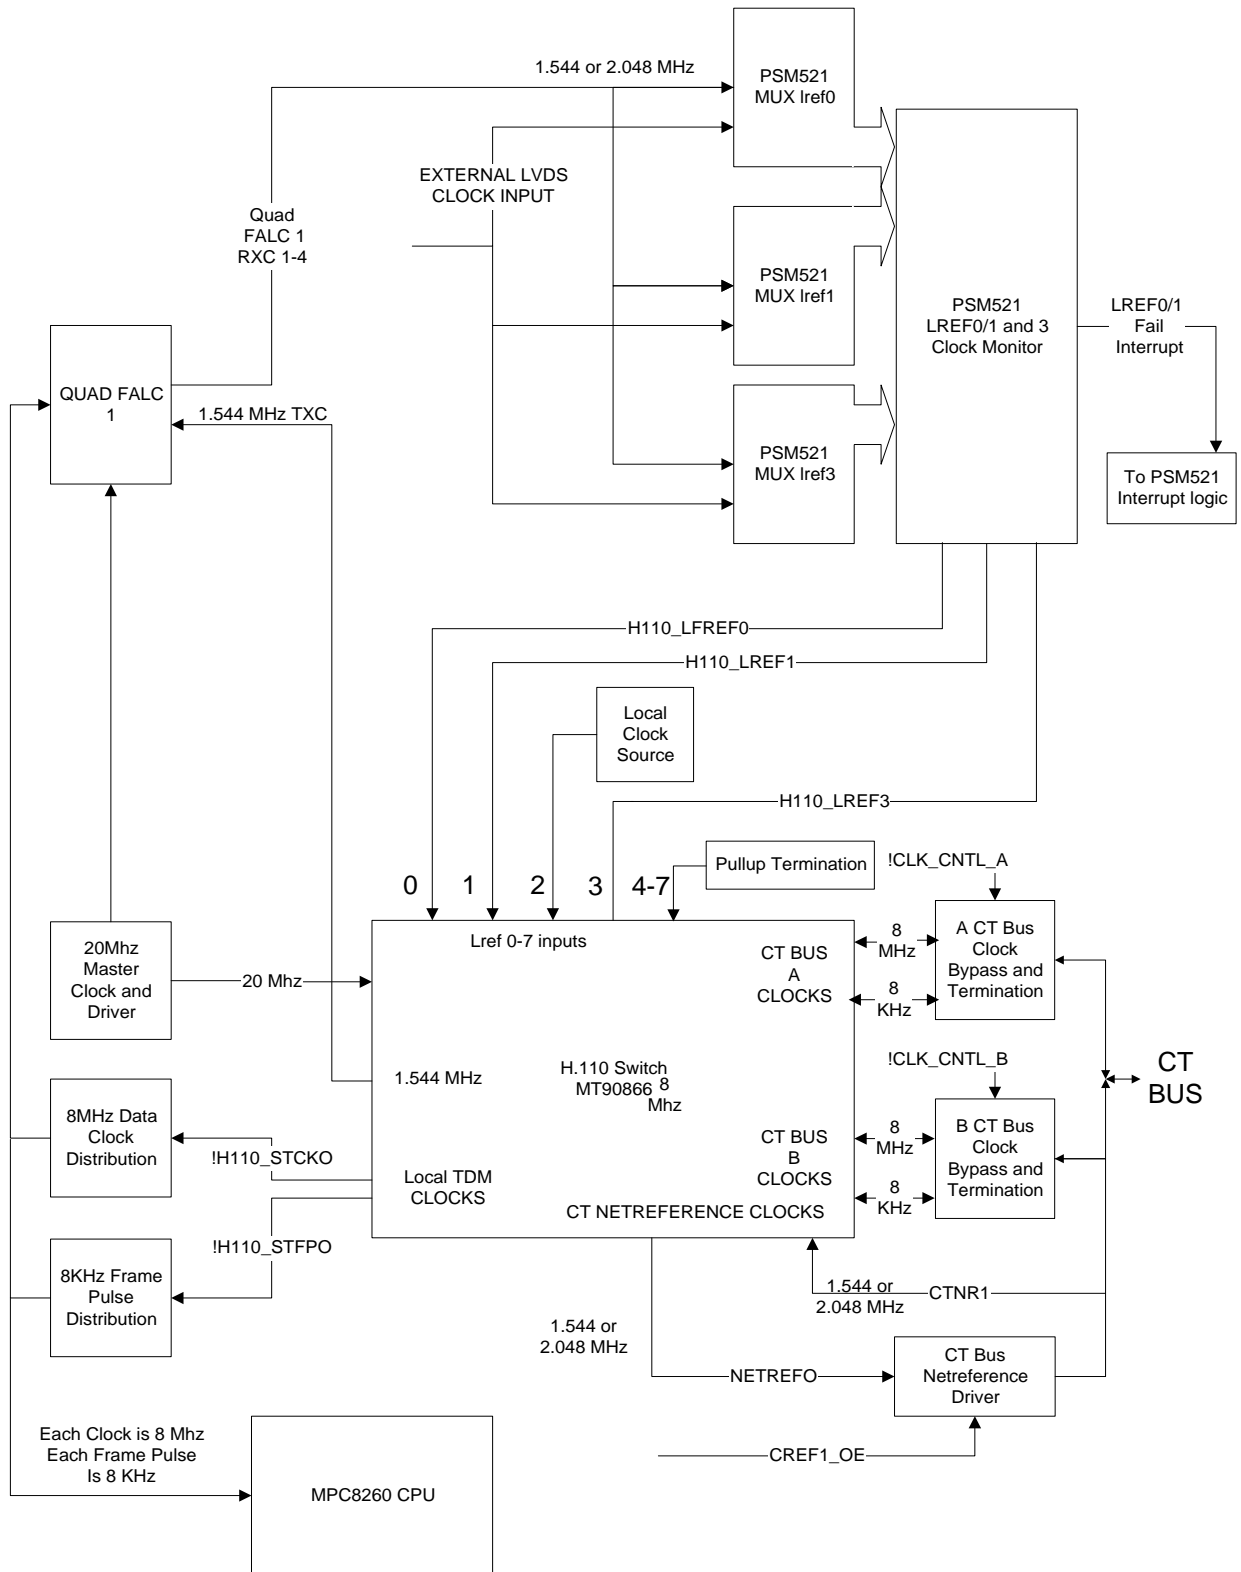 1.544 or 2.048 MHz
PSM521
MUX lref0
EXTERNAL LVDS
CLOCK INPUT
Quad
FALC 1
RXC 1-4
PSM521
MUX lref1
PSM521
LREF0/1 and 3
Clock Monitor
LREF0/1
Fail
Interrupt
QUAD FALC
1
1.544 MHz TXC
PSM521
MUX lref3
To PSM521
Interrupt logic
H110_LFREF0
H110_LREF1
Local
Clock
Source
H110_LREF3
Pullup Termination
!CLK_CNTL_A
0
1
2
3
4-7
Lref 0-7 inputs
20Mhz
Master
Clock and
Driver
20 Mhz
CT BUS
A
CLOCKS
8
MHz
8
KHz
A CT Bus
Clock
Bypass and
Termination
1.544 MHz
H.110 Switch
MT90866
8
Mhz
!CLK_CNTL_B
CT
BUS
8MHz Data
Clock
Distribution
!H110_STCKO
Local TDM
CLOCKS
CT BUS
B
CLOCKS
8
MHz
8
KHz
B CT Bus
Clock
Bypass and
Termination
CT NETREFERENCE CLOCKS
!H110_STFPO
8KHz Frame
Pulse
Distribution
1.544 or
2.048 MHz
CTNR1
1.544 or
2.048 MHz
NETREFO
CT Bus
Netreference
Driver
CREF1_OE
Each Clock is 8 Mhz
Each Frame Pulse
Is 8 KHz
MPC8260 CPU